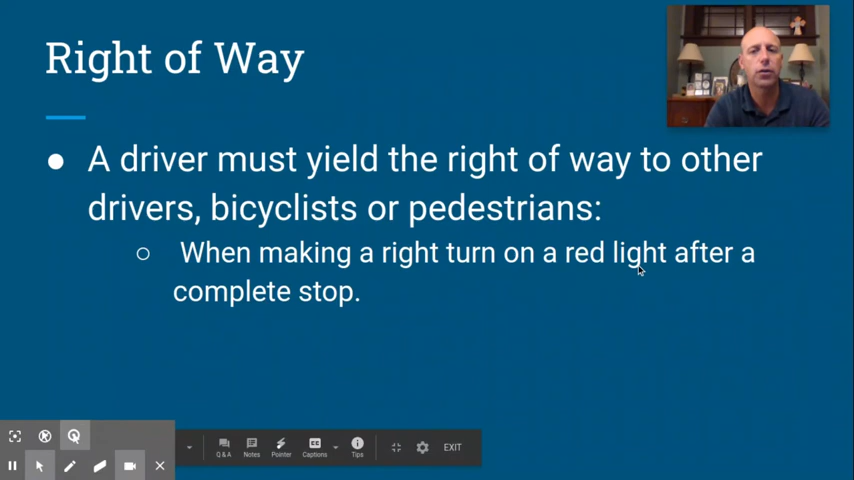 Right of Way
● A driver must yield the right of way to other
drivers, bicyclists or pedestrians:
○ When making a right turn on a red light after a
complete stop.
Q & A Notes Pointer CC Captions Tips EXIT